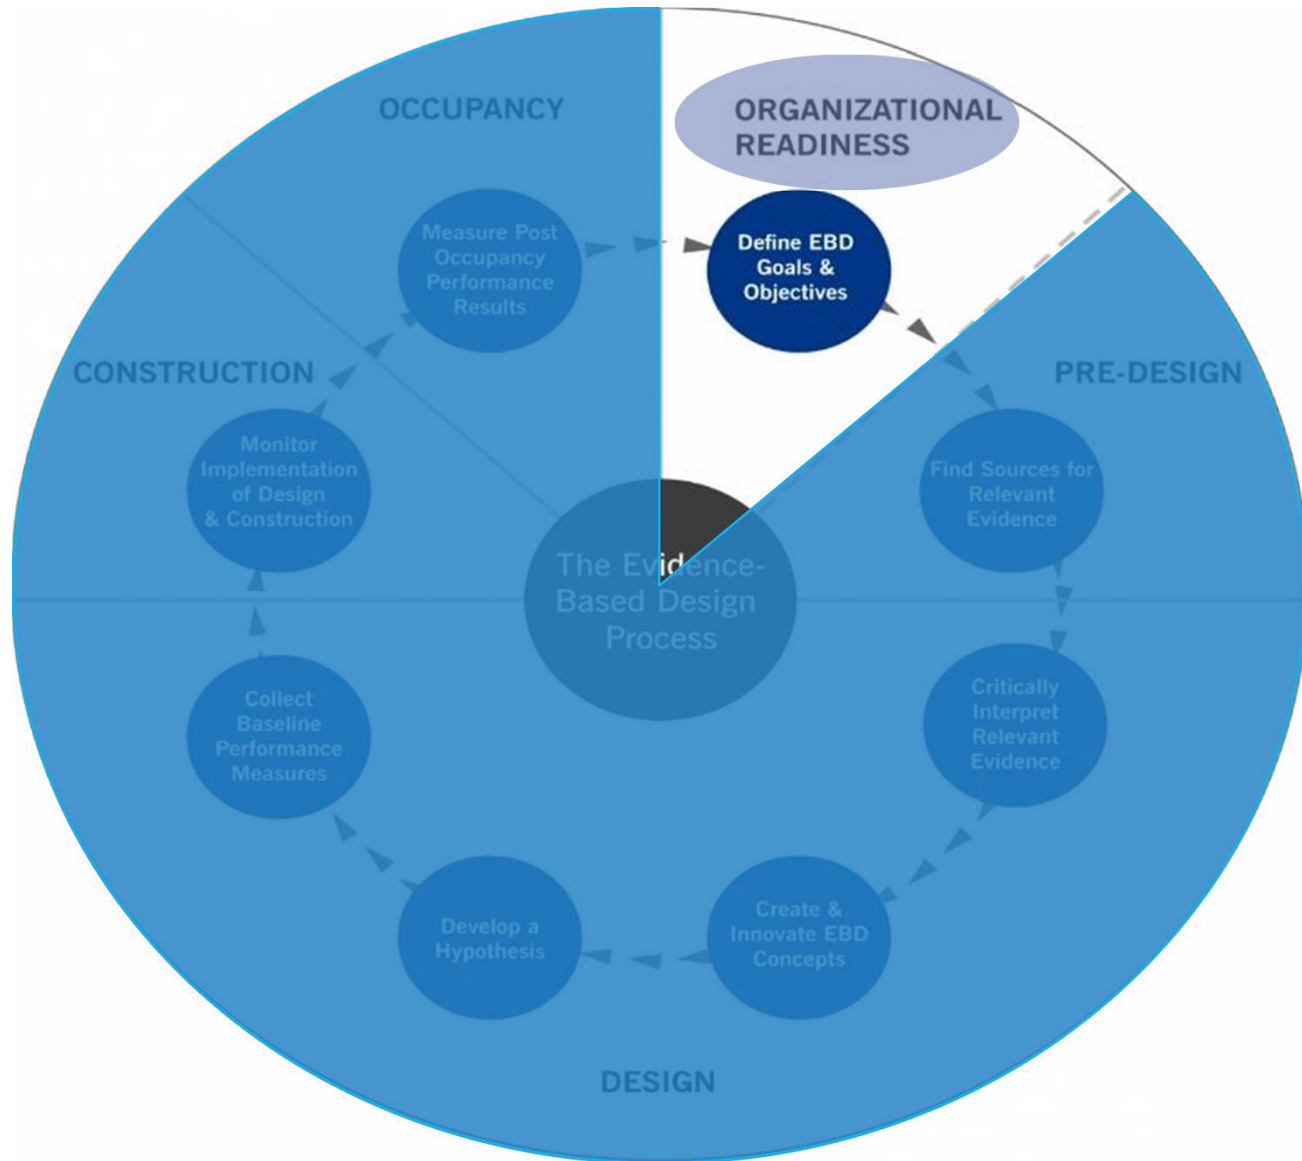 OCCUPANCY
ORGANIZATIONAL
READINESS
Measure Post
Occupancy
Performance
Results
Define EBD
Goals &
Objectives
CONSTRUCTION
PRE-DESIGN
Monitor
Implementation
of Design
& Construction
Find Sources for
Relevant
Evidence
The Evidence-
Based Design
Process
Collect
Baseline
Performance
Measures
Critically
Interpret
Relevant
Evidence
Develop a
Hypothesis
Create &
Innovate EBD
Concepts
DESIGN